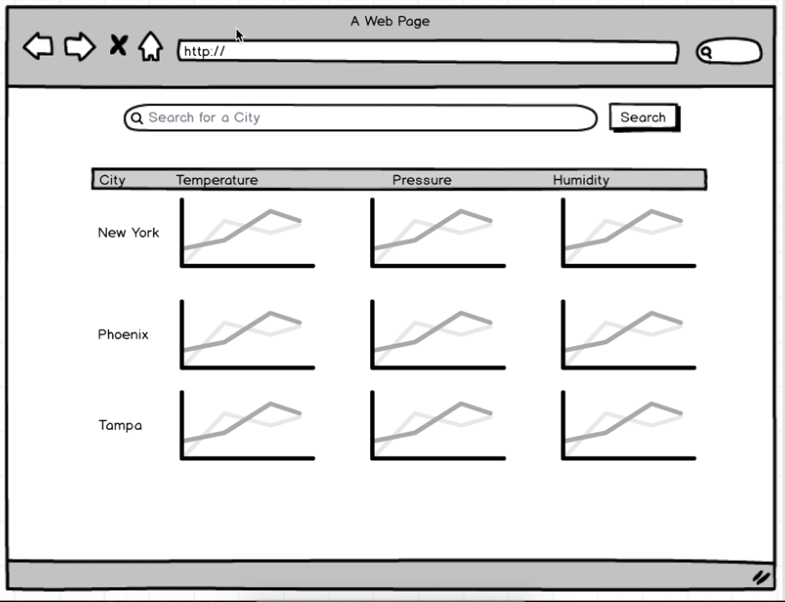 A Web Page
http://
Search for a City
Search
City Temperature Pressure Humidity
New York
Phoenix
Tampa